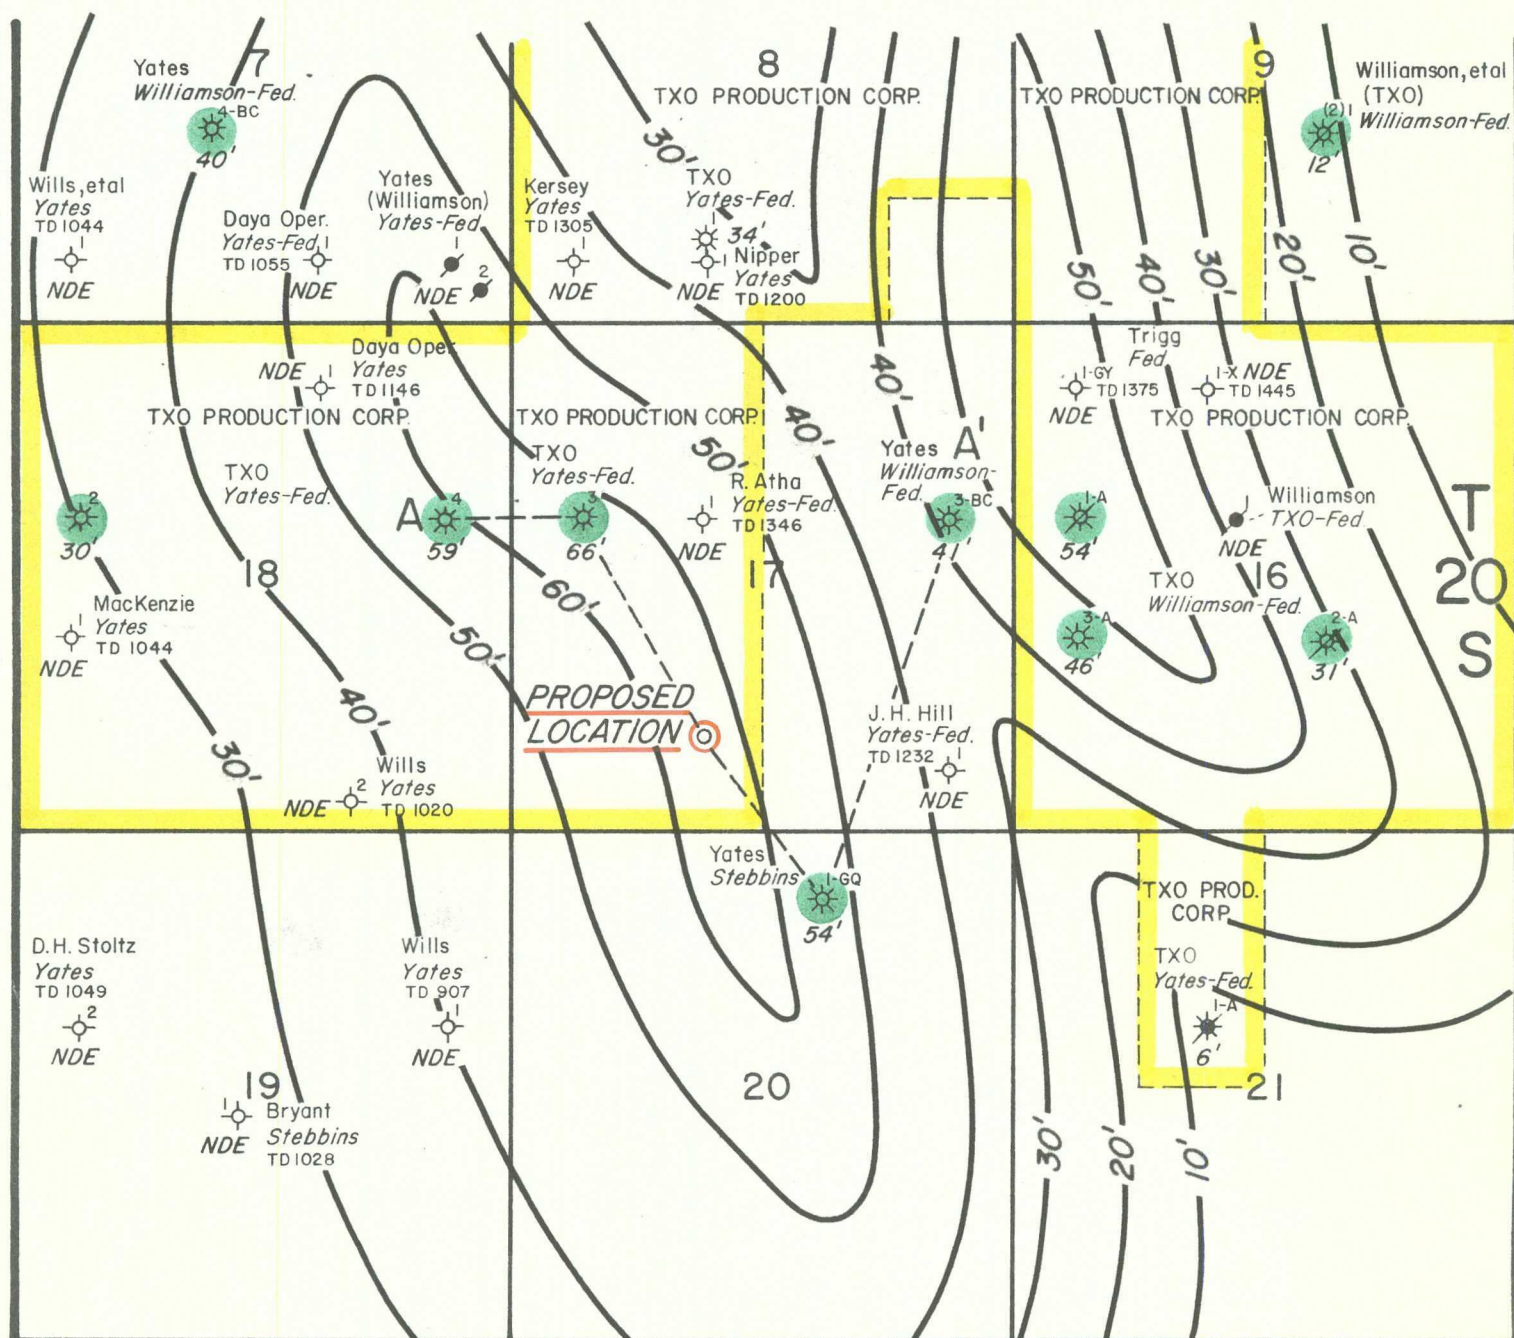 7
8
9
Yates
Williamson-Fed.
4-BC
40'
TXO PRODUCTION CORP.
TXO PRODUCTION CORP.
Williamson, etal
(TXO)
Williamson-Fed.
(2)1
12'
30'
Wills, etal
Yates
TD 1044
1
NDE
Daya Oper.
Yates-Fed.
TD 1055
1
NDE
Yates
(Williamson)
Yates-Fed.
1
2
NDE
Kersey
Yates
TD 1305
1
NDE
TXO
Yates-Fed.
1
34'
1
Nipper
Yates
TD 1200
NDE
50'
40'
30'
20'
10'
NDE
1
Daya Oper.
Yates
TD 1146
TXO PRODUCTION CORP.
TXO PRODUCTION CORP.
40'
40'
50'
Trigg
Fed.
1-GY
TD 1375
NDE
1-X
NDE
TD 1445
TXO PRODUCTION CORP.
TXO
Yates-Fed.
2
30'
A
4
59'
TXO
Yates-Fed.
3
66'
R. Atha
Yates-Fed.
TD 1346
1
NDE
Yates
Williamson-
Fed.
A'
3-BC
41'
1-A
54'
1
Williamson
TXO-Fed.
NDE
T
20
S
18
17
16
MacKenzie
Yates
TD 1044
1
NDE
60'
50'
40'
30'
TXO
Williamson-Fed.
3-A
46'
2-A
31'
PROPOSED
LOCATION
J. H. Hill
Yates-Fed.
TD 1232
1
NDE
Wills
Yates
TD 1020
2
NDE
Yates
Stebbins
1-GQ
54'
TXO PROD.
CORP.
TXO
Yates-Fed.
1-A
6'
D.H. Stoltz
Yates
TD 1049
2
NDE
Wills
Yates
TD 907
1
NDE
19
20
21
1
NDE
Bryant
Stebbins
TD 1028
30'
20'
10'